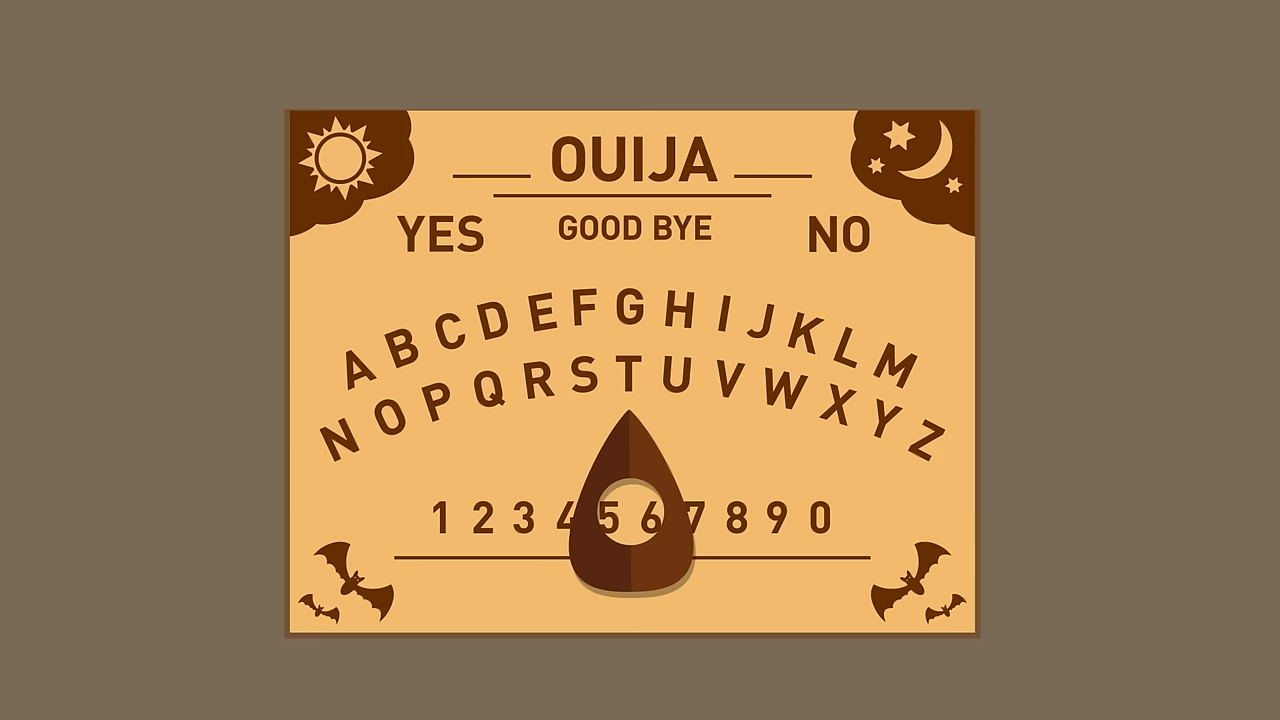 OUIJA
YES GOOD BYE NO
A B C D E F G H I J K L M
N O P Q R S T U V W X Y Z
1 2 3 4 5 6 7 8 9 0